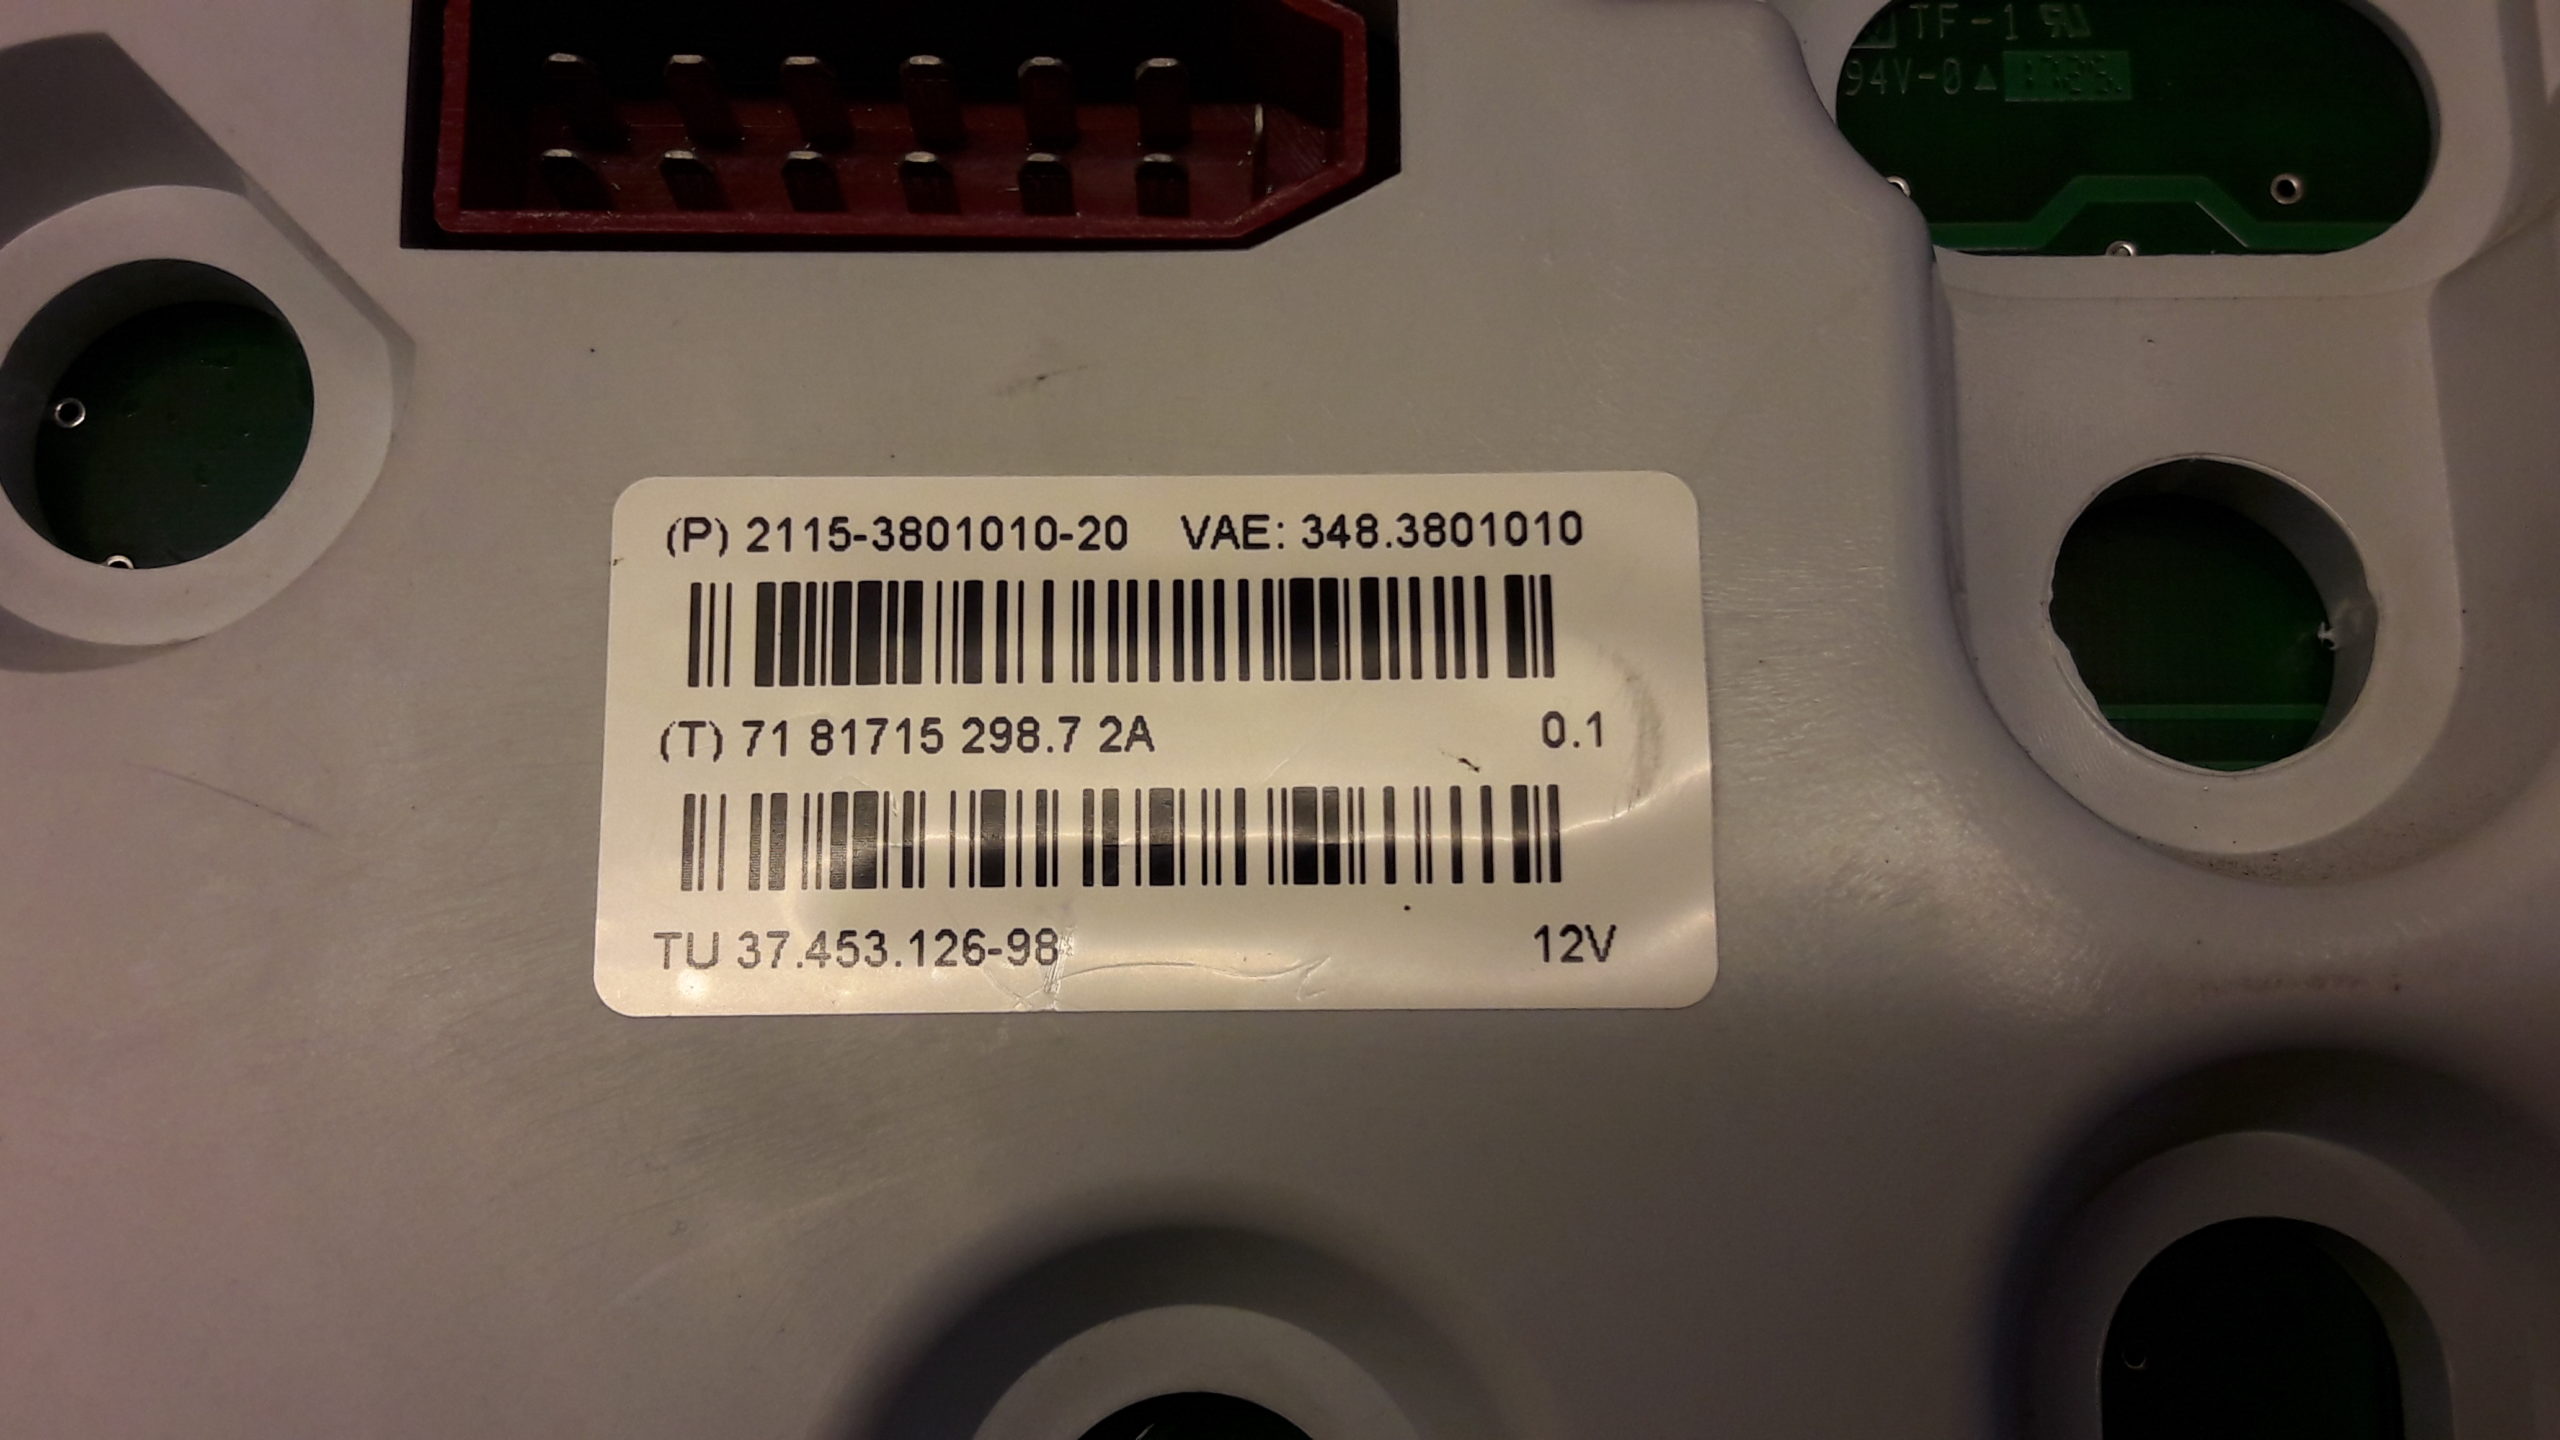 TF-1
94V-0
(P) 2115-3801010-20 VAE: 348.3801010
(T) 71 81715 298.7 2A 0.1
TU 37.453.126-98 12V